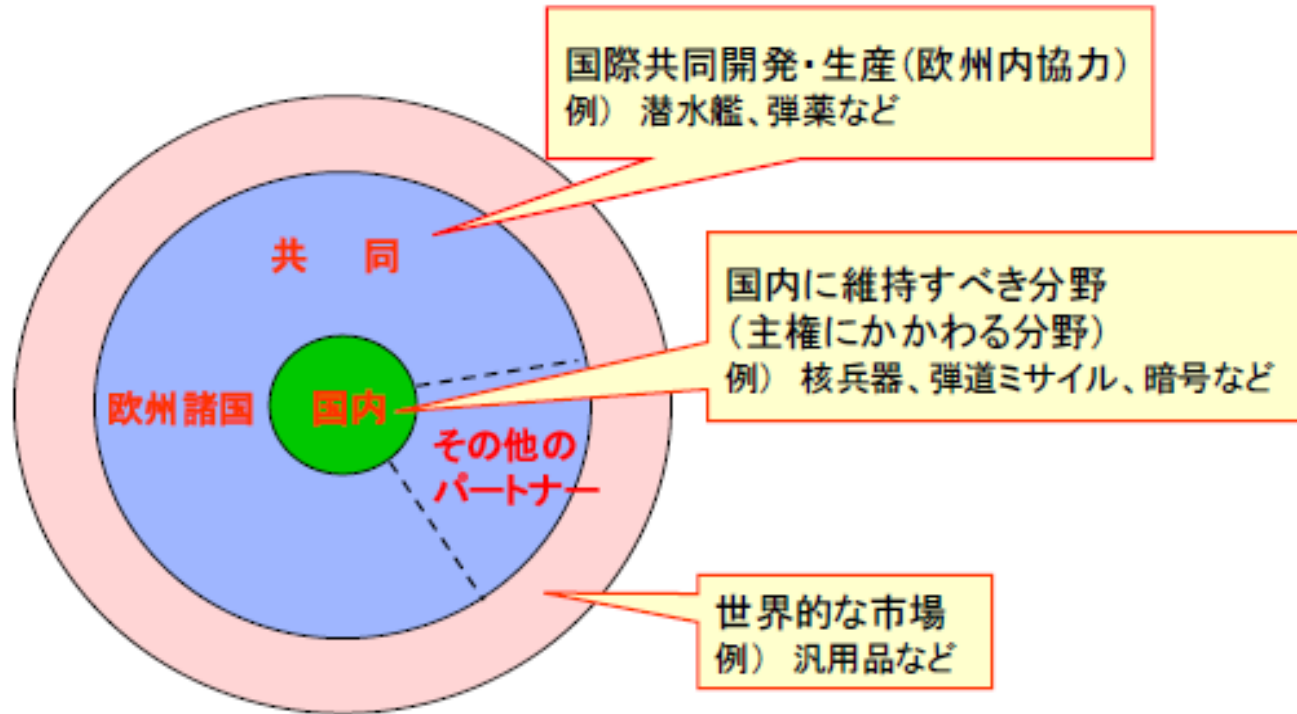 国際共同開発・生産(欧州内協力)
例) 潜水艦、弾薬など
共 同
国内に維持すべき分野
(主権にかかわる分野)
例) 核兵器、弾道ミサイル、暗号など
欧州諸国
国内
その他の
パートナー
世界的な市場
例) 汎用品など